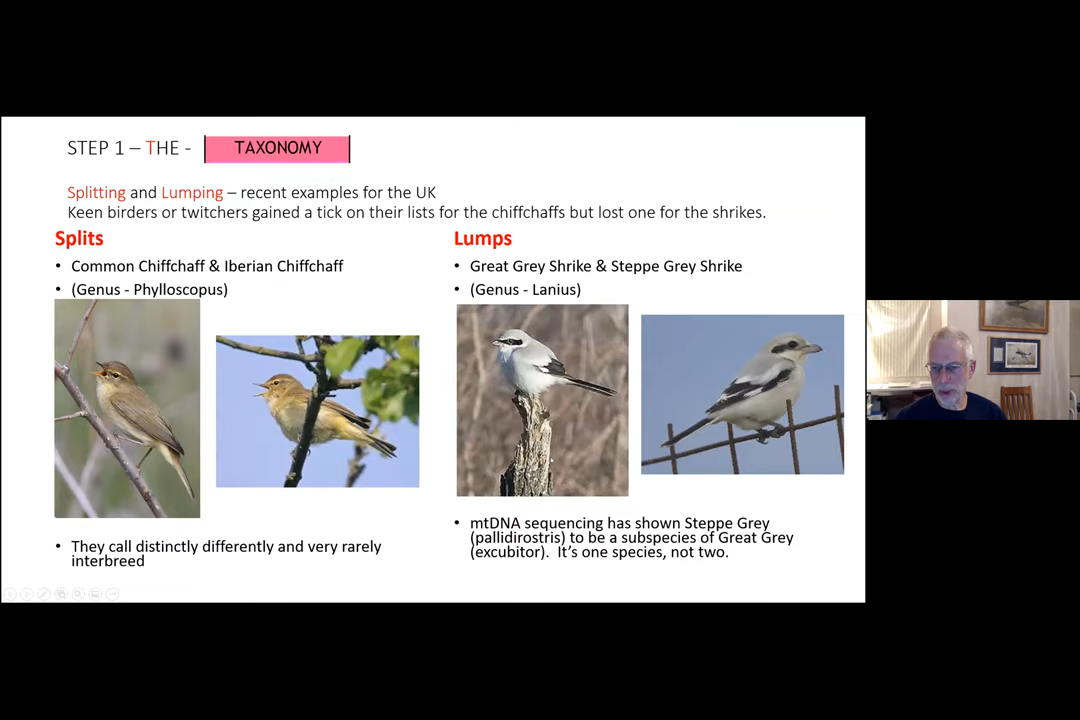 STEP 1 – THE - TAXONOMY
Splitting and Lumping – recent examples for the UK
Keen birders or twitchers gained a tick on their lists for the chiffchaffs but lost one for the shrikes.
Splits
• Common Chiffchaff & Iberian Chiffchaff
• (Genus - Phylloscopus)
• They call distinctly differently and very rarely
interbreed
Lumps
• Great Grey Shrike & Steppe Grey Shrike
• (Genus - Lanius)
• mtDNA sequencing has shown Steppe Grey
(pallidirostris) to be a subspecies of Great Grey
(excubitor). It’s one species, not two.